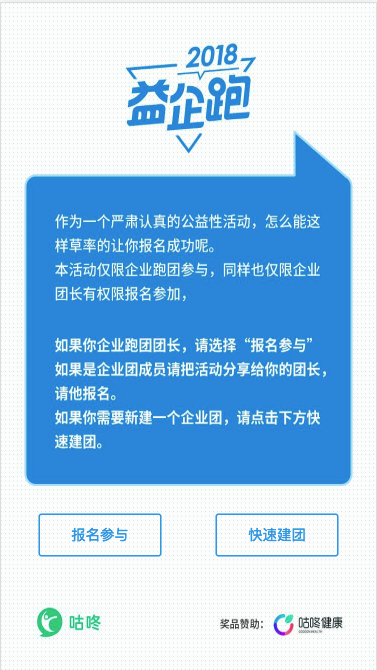 2018
益企跑
作为一个严肃认真的公益性活动，怎么能这
样草率的让你报名成功呢。
本活动仅限企业跑团参与，同样也仅限企业
团长有权限报名参加，
如果你企业跑团团长，请选择“报名参与”
如果是企业团成员请把活动分享给你的团长，
请他报名。
如果你需要新建一个企业团，请点击下方快
速建团。
报名参与
快速建团
咕咚
奖品赞助：
咕咚健康
CODOON HEALTH